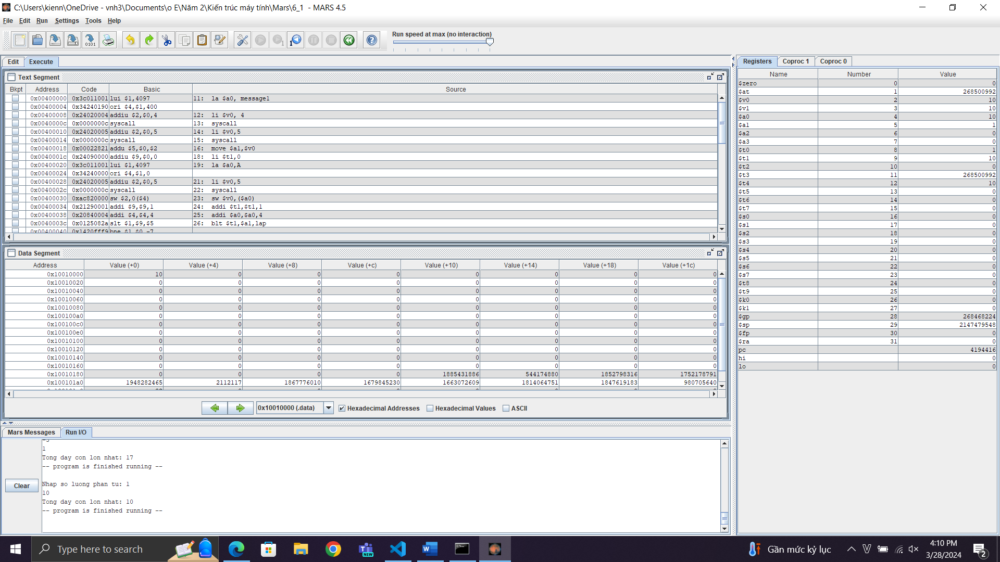 C:\Users\kienn\OneDrive - vnh3\Documents\o E\Năm 2\Kiến trúc máy tính\Mars\6_1 - MARS 4.5
File Edit Run Settings Tools Help
Run speed at max (no interaction)
Edit Execute
Text Segment
Bkpt Address Code Basic Source
0x00400000 0x3c011001 lui $1,4097 11: la $a0, message1
0x00400004 0x34240190 ori $4,$1,400
0x00400008 0x24020004 addiu $2,$0,4 12: li $v0, 4
0x0040000c 0x0000000c syscall 13: syscall
0x00400010 0x24020005 addiu $2,$0,5 14: li $v0,5
0x00400014 0x0000000c syscall 15: syscall
0x00400018 0x00022821 addu $5,$0,$2 16: move $a1,$v0
0x0040001c 0x24090000 addiu $9,$0,0 18: li $t1,0
0x00400020 0x3c011001 lui $1,4097 19: la $a0,A
0x00400024 0x34240000 ori $4,$1,0
0x00400028 0x24020005 addiu $2,$0,5 21: li $v0,5
0x0040002c 0x0000000c syscall 22: syscall
0x00400030 0xac820000 sw $2,0($4) 23: sw $v0,($a0)
0x00400034 0x21290001 addi $9,$9,1 24: addi $t1,$t1,1
0x00400038 0x20840004 addi $4,$4,4 25: addi $a0,$a0,4
0x0040003c 0x0125082a slt $1,$9,$5 26: blt $t1,$a1,lap
0x00400040 0x1420fff9 bne $1,$0,-7
Data Segment
Address Value (+0) Value (+4) Value (+8) Value (+c) Value (+10) Value (+14) Value (+18) Value (+1c)
0x10010000 10 0 0 0 0 0 0 0
0x10010020 0 0 0 0 0 0 0 0
0x10010040 0 0 0 0 0 0 0 0
0x10010060 0 0 0 0 0 0 0 0
0x10010080 0 0 0 0 0 0 0 0
0x100100a0 0 0 0 0 0 0 0 0
0x100100c0 0 0 0 0 0 0 0 0
0x100100e0 0 0 0 0 0 0 0 0
0x10010100 0 0 0 0 0 0 0 0
0x10010120 0 0 0 0 0 0 0 0
0x10010140 0 0 0 0 0 0 0 0
0x10010160 0 0 0 0 0 0 0 0
0x10010180 0 0 0 0 1885431886 544174880 1852798316 1752178791
0x100101a0 1948282465 2112117 1867776010 1679845230 1663072609 1814064751 1847619183 980705640
0x10010000 (.data) Hexadecimal Addresses Hexadecimal Values ASCII
Mars Messages Run I/O
1
Tong day con lon nhat: 17
-- program is finished running --
Nhap so luong phan tu: 1
10
Tong day con lon nhat: 10
-- program is finished running --
Clear
Registers Coproc 1 Coproc 0
Name Number Value
$zero 0 0
$at 1 268500992
$v0 2 10
$v1 3 10
$a0 4 10
$a1 5 1
$a2 6 0
$a3 7 0
$t0 8 1
$t1 9 10
$t2 10 0
$t3 11 268500992
$t4 12 10
$t5 13 0
$t6 14 0
$t7 15 0
$s0 16 0
$s1 17 0
$s2 18 0
$s3 19 0
$s4 20 0
$s5 21 0
$s6 22 0
$s7 23 0
$t8 24 0
$t9 25 0
$k0 26 0
$k1 27 0
$gp 28 268468224
$sp 29 2147479548
$fp 30 0
$ra 31 0
pc 4194416
hi 0
lo 0
Type here to search
Gần mức kỷ lục
4:10 PM
3/28/2024
2